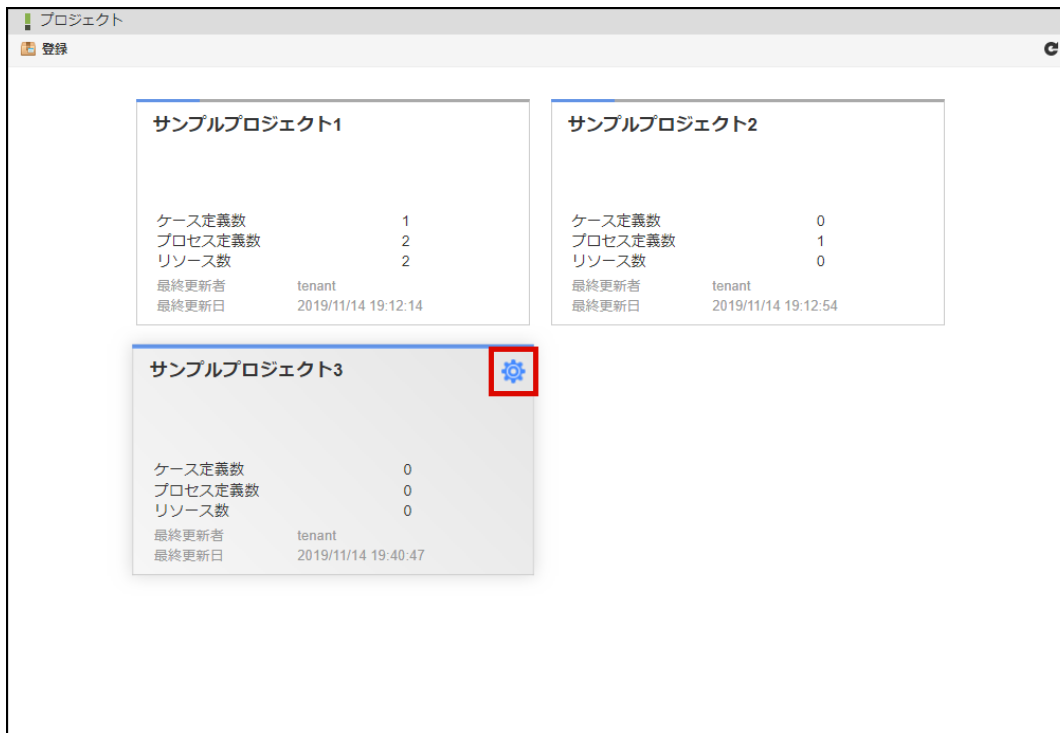 プロジェクト
登録
サンプルプロジェクト1
ケース定義数 1
プロセス定義数 2
リソース数 2
最終更新者 tenant
最終更新日 2019/11/14 19:12:14
サンプルプロジェクト2
ケース定義数 0
プロセス定義数 1
リソース数 0
最終更新者 tenant
最終更新日 2019/11/14 19:12:54
サンプルプロジェクト3
ケース定義数 0
プロセス定義数 0
リソース数 0
最終更新者 tenant
最終更新日 2019/11/14 19:40:47